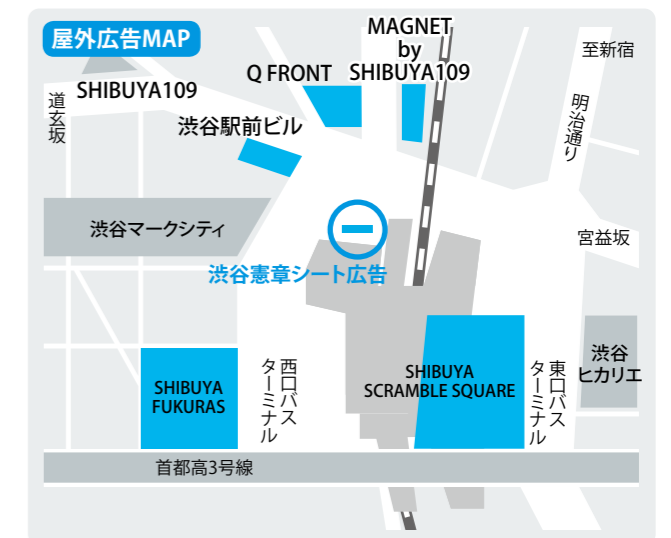 屋外広告MAP
MAGNET
by
SHIBUYA109
至新宿
Q FRONT
SHIBUYA109
道玄坂
明治通り
渋谷駅前ビル
渋谷マークシティ
宮益坂
渋谷憲章シート広告
渋谷
ヒカリエ
SHIBUYA
FUKURAS
西口バス
ターミナル
SHIBUYA
SCRAMBLE SQUARE
東口バス
ターミナル
首都高3号線